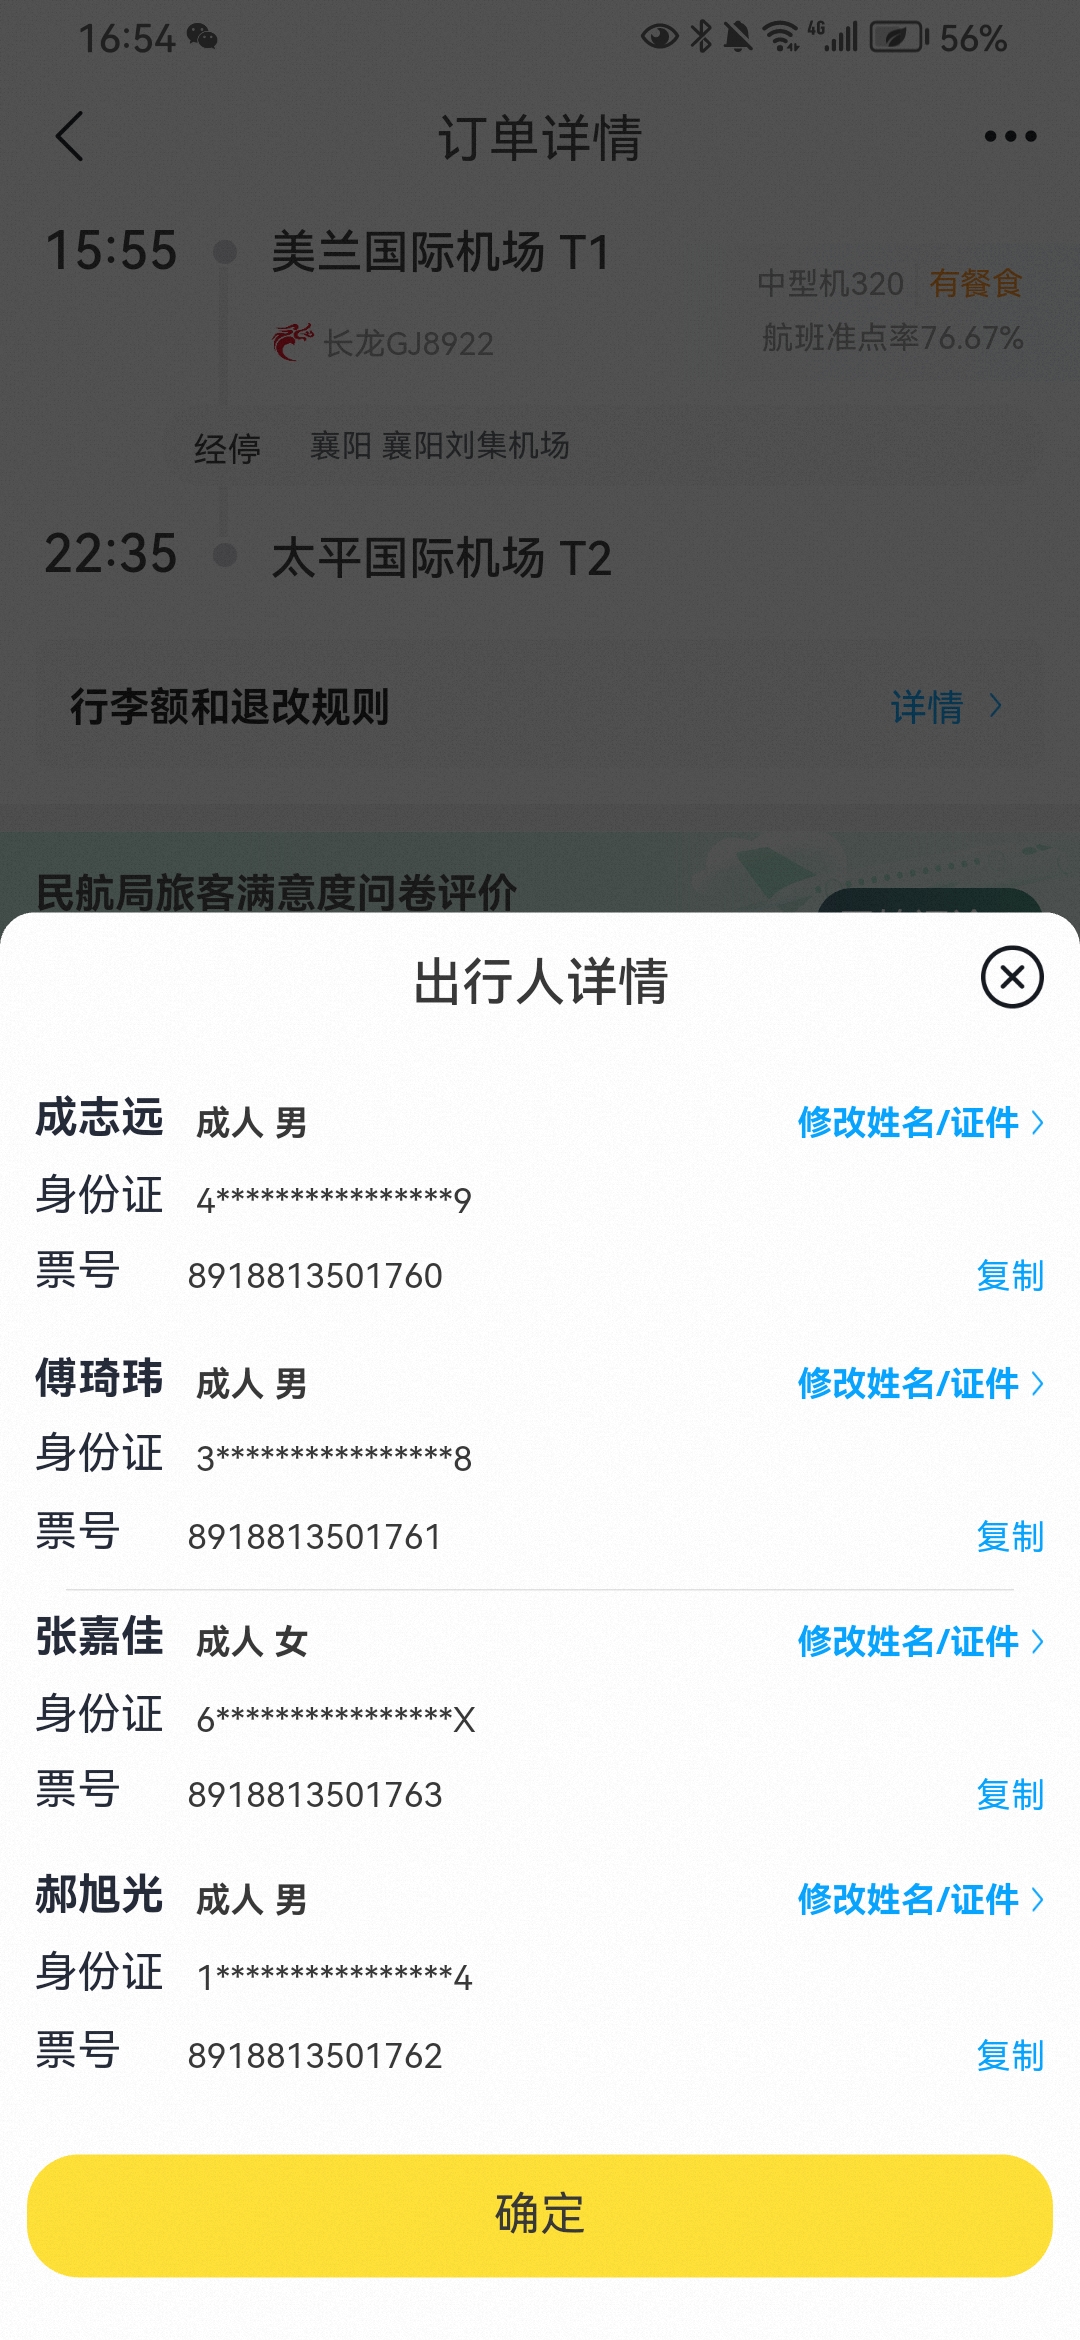 16:54 4G 56%
订单详情
15:55 美兰国际机场 T1
中型机320 有餐食
长龙GJ8922 航班准点率76.67%
经停 襄阳 襄阳刘集机场
22:35 太平国际机场 T2
行李额和退改规则 详情
民航局旅客满意度问卷评价
出行人详情
成志远 成人 男 修改姓名/证件
身份证 4****************9
票号 8918813501760 复制
傅琦玮 成人 男 修改姓名/证件
身份证 3****************8
票号 8918813501761 复制
张嘉佳 成人 女 修改姓名/证件
身份证 6****************X
票号 8918813501763 复制
郝旭光 成人 男 修改姓名/证件
身份证 1****************4
票号 8918813501762 复制
确定